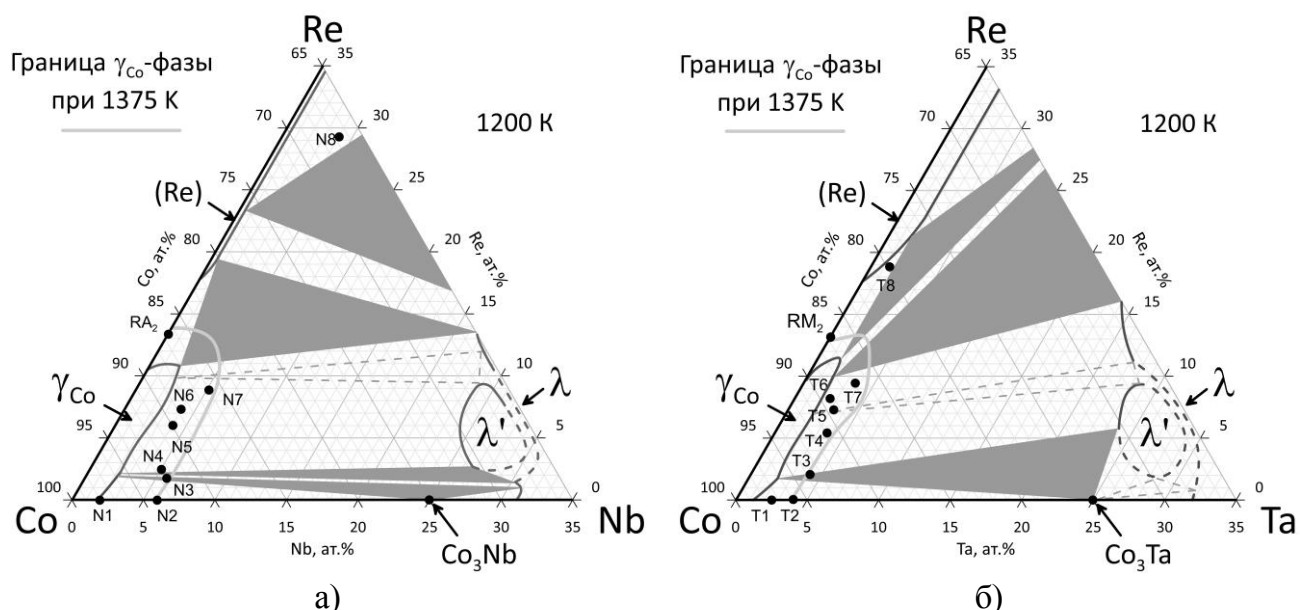 Re
65
35
Граница γCo-фазы
при 1375 K
1200 K
70
30
N8
75
25
(Re)
Co, ат.%
Re, ат.%
80
20
85
15
RA2
90
10
γCo
λ
N6
N7
λ'
95
5
N5
N4
N3
100
0
Co
N1
N2
Nb
0
5
10
15
20
25
30
35
Nb, ат.%
Co3Nb
а)
Re
65
35
Граница γCo-фазы
при 1375 K
1200 K
70
30
75
25
(Re)
Co, ат.%
Re, ат.%
80
20
T8
85
15
RM2
90
10
γCo
λ
T6
T7
T5
λ'
95
5
T4
T3
100
0
Co
T1
T2
Ta
0
5
10
15
20
25
30
35
Ta, ат.%
Co3Ta
б)